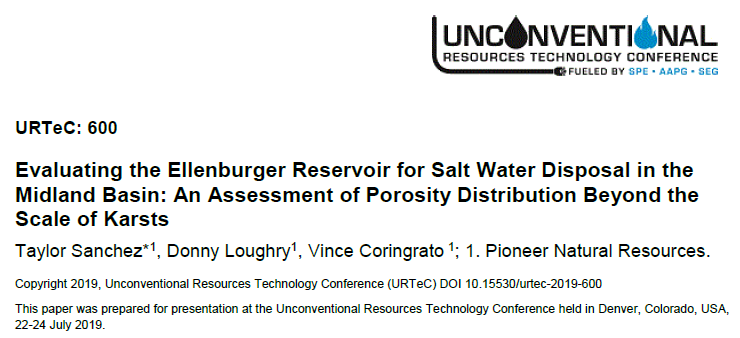 UNCONVENTIONAL
RESOURCES TECHNOLOGY CONFERENCE
FUELED BY SPE • AAPG • SEG
URTeC: 600
Evaluating the Ellenburger Reservoir for Salt Water Disposal in the
Midland Basin: An Assessment of Porosity Distribution Beyond the
Scale of Karsts
Taylor Sanchez*1, Donny Loughry1, Vince Coringrato 1; 1. Pioneer Natural Resources.
Copyright 2019, Unconventional Resources Technology Conference (URTeC) DOI 10.15530/urtec-2019-600
This paper was prepared for presentation at the Unconventional Resources Technology Conference held in Denver, Colorado, USA,
22-24 July 2019.